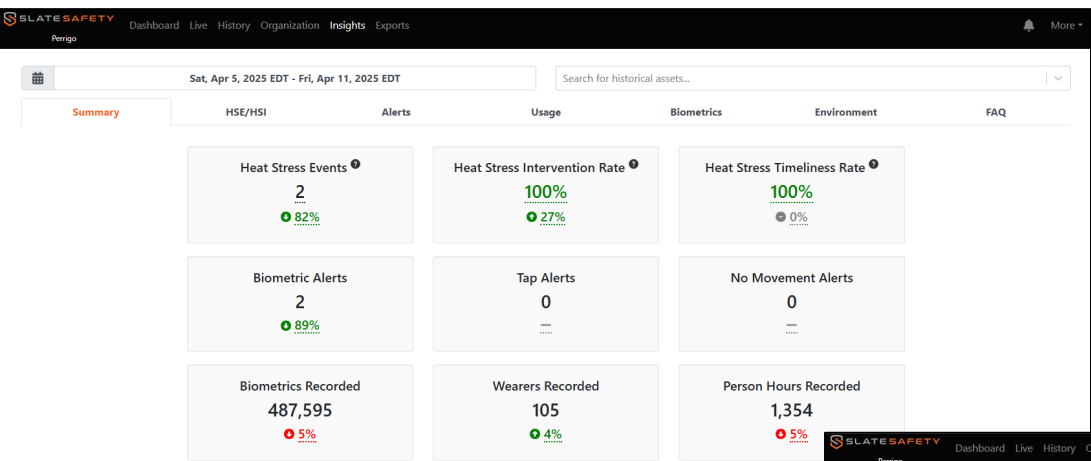 SLATESAFETY
Perrigo
Dashboard Live History Organization Insights Exports More
Sat, Apr 5, 2025 EDT - Fri, Apr 11, 2025 EDT
Search for historical assets...
Summary HSE/HSI Alerts Usage Biometrics Environment FAQ
Heat Stress Events ?
2
82%
Heat Stress Intervention Rate ?
100%
27%
Heat Stress Timeliness Rate ?
100%
0%
Biometric Alerts
2
89%
Tap Alerts
0
—
No Movement Alerts
0
—
Biometrics Recorded
487,595
5%
Wearers Recorded
105
4%
Person Hours Recorded
1,354
5%
SLATESAFETY
Dashboard Live History